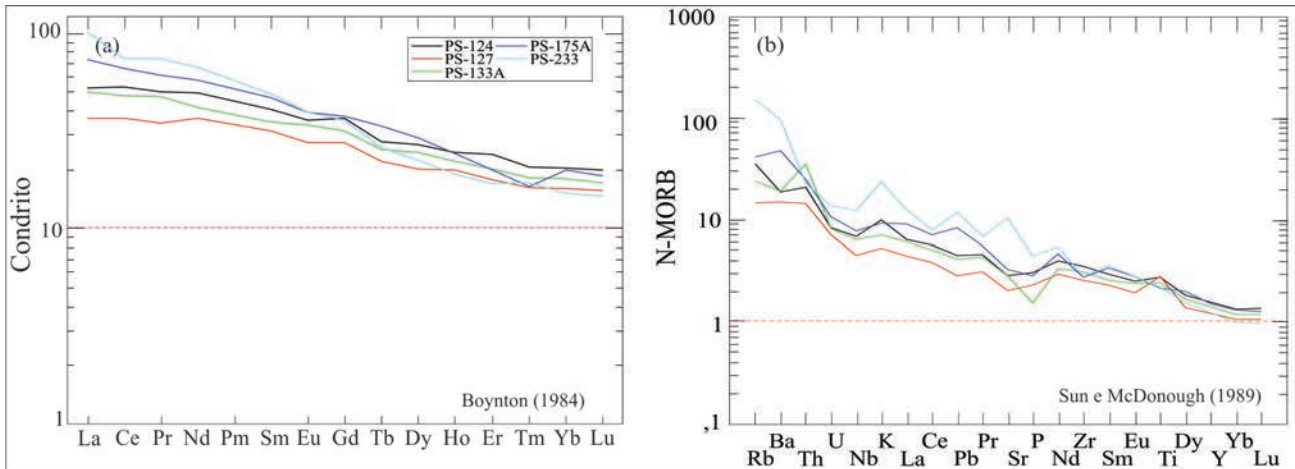 (a)
100
10
1
Condrito
PS-124 PS-175A
PS-127 PS-233
PS-133A
Boynton (1984)
La Ce Pr Nd Pm Sm Eu Gd Tb Dy Ho Er Tm Yb Lu
(b)
1000
100
10
1
,1
N-MORB
Sun e McDonough (1989)
Ba U K Ce Pr P Zr Eu Dy Yb
Rb Th Nb La Pb Sr Nd Sm Ti Y Lu